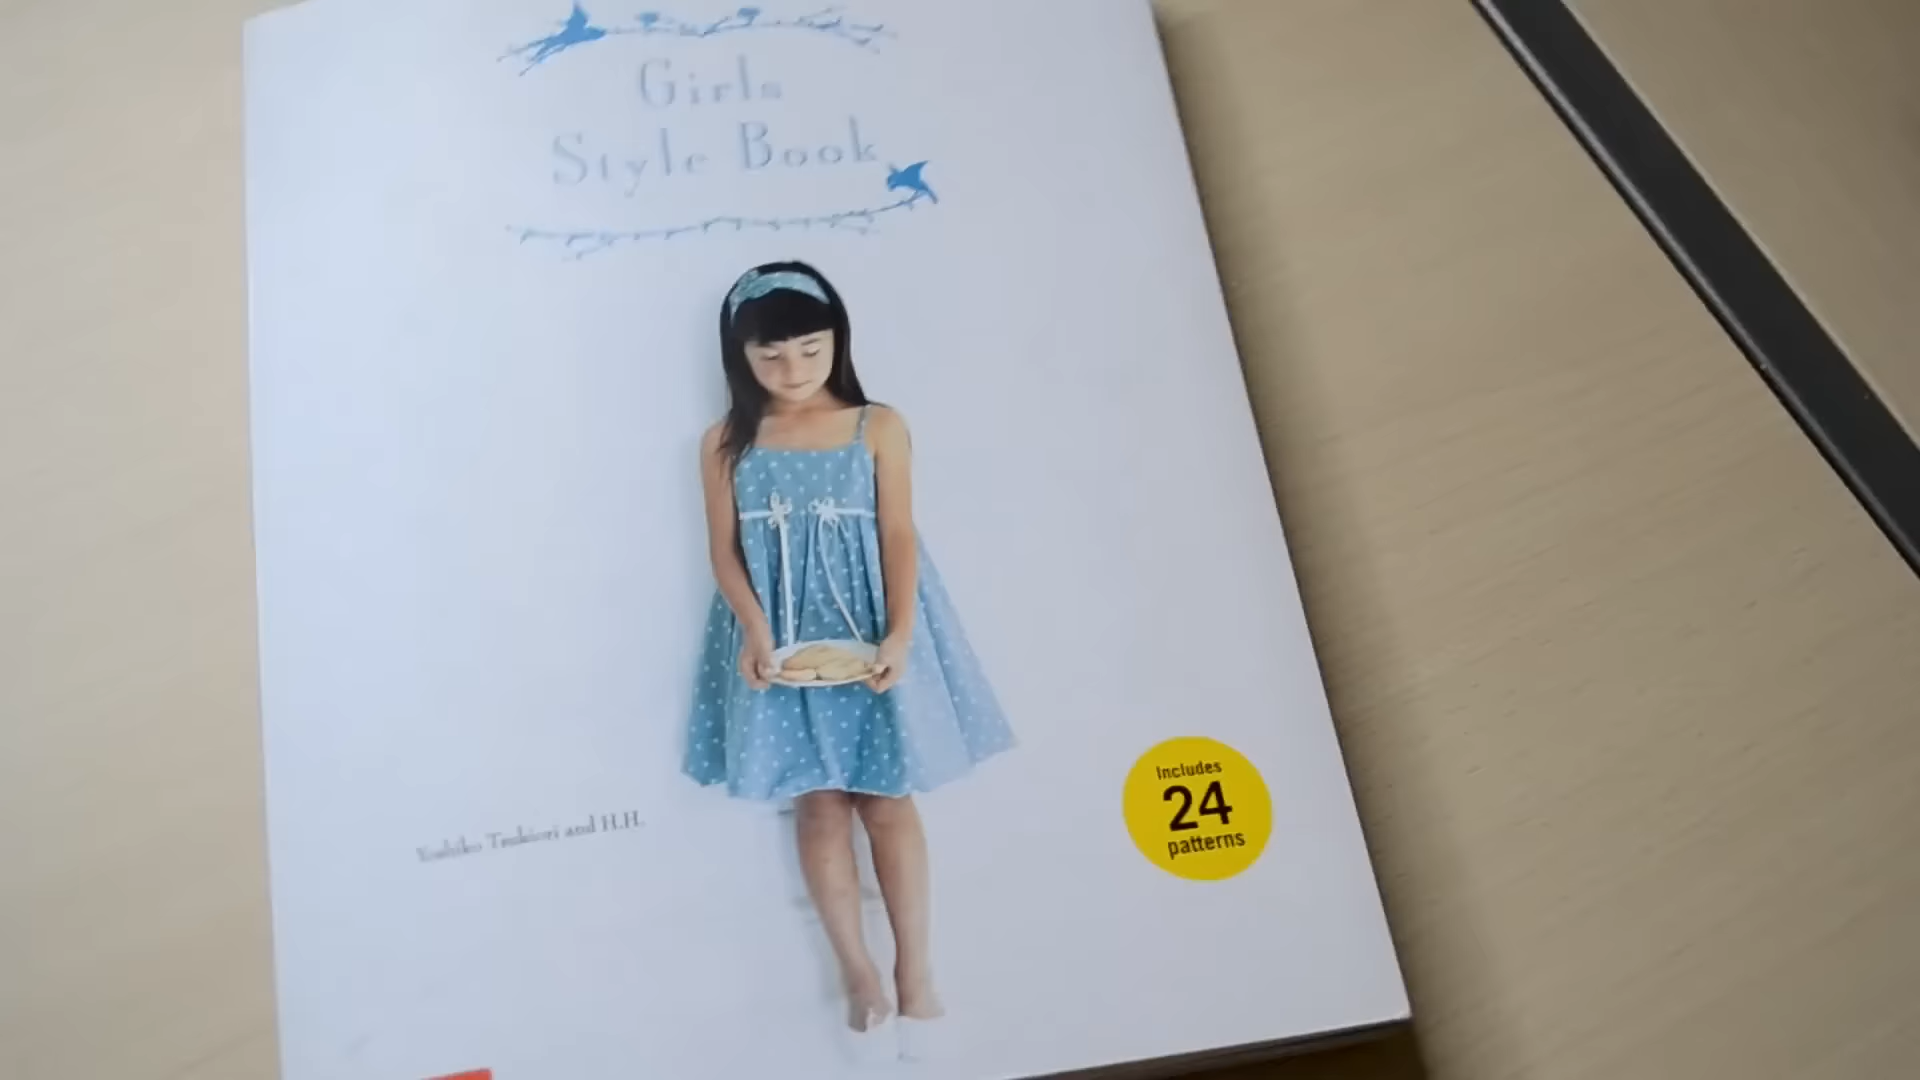 Girls
Style Book
Yoshiko Tsukiori and H.H.
Includes
24
patterns